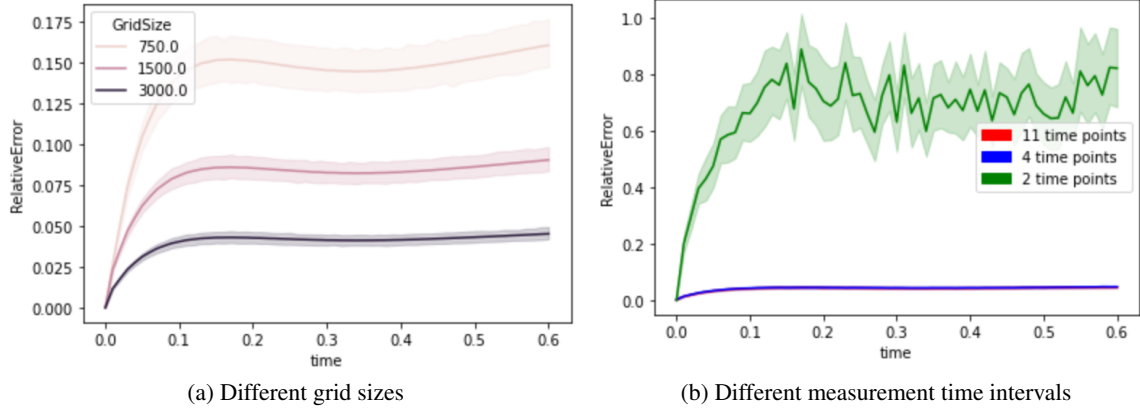 GridSize
750.0
1500.0
3000.0
0.175
0.150
0.125
0.100
0.075
0.050
0.025
0.000
RelativeError
0.0 0.1 0.2 0.3 0.4 0.5 0.6
time
(a) Different grid sizes
1.0
0.8
0.6
0.4
0.2
0.0
RelativeError
11 time points
4 time points
2 time points
0.0 0.1 0.2 0.3 0.4 0.5 0.6
time
(b) Different measurement time intervals